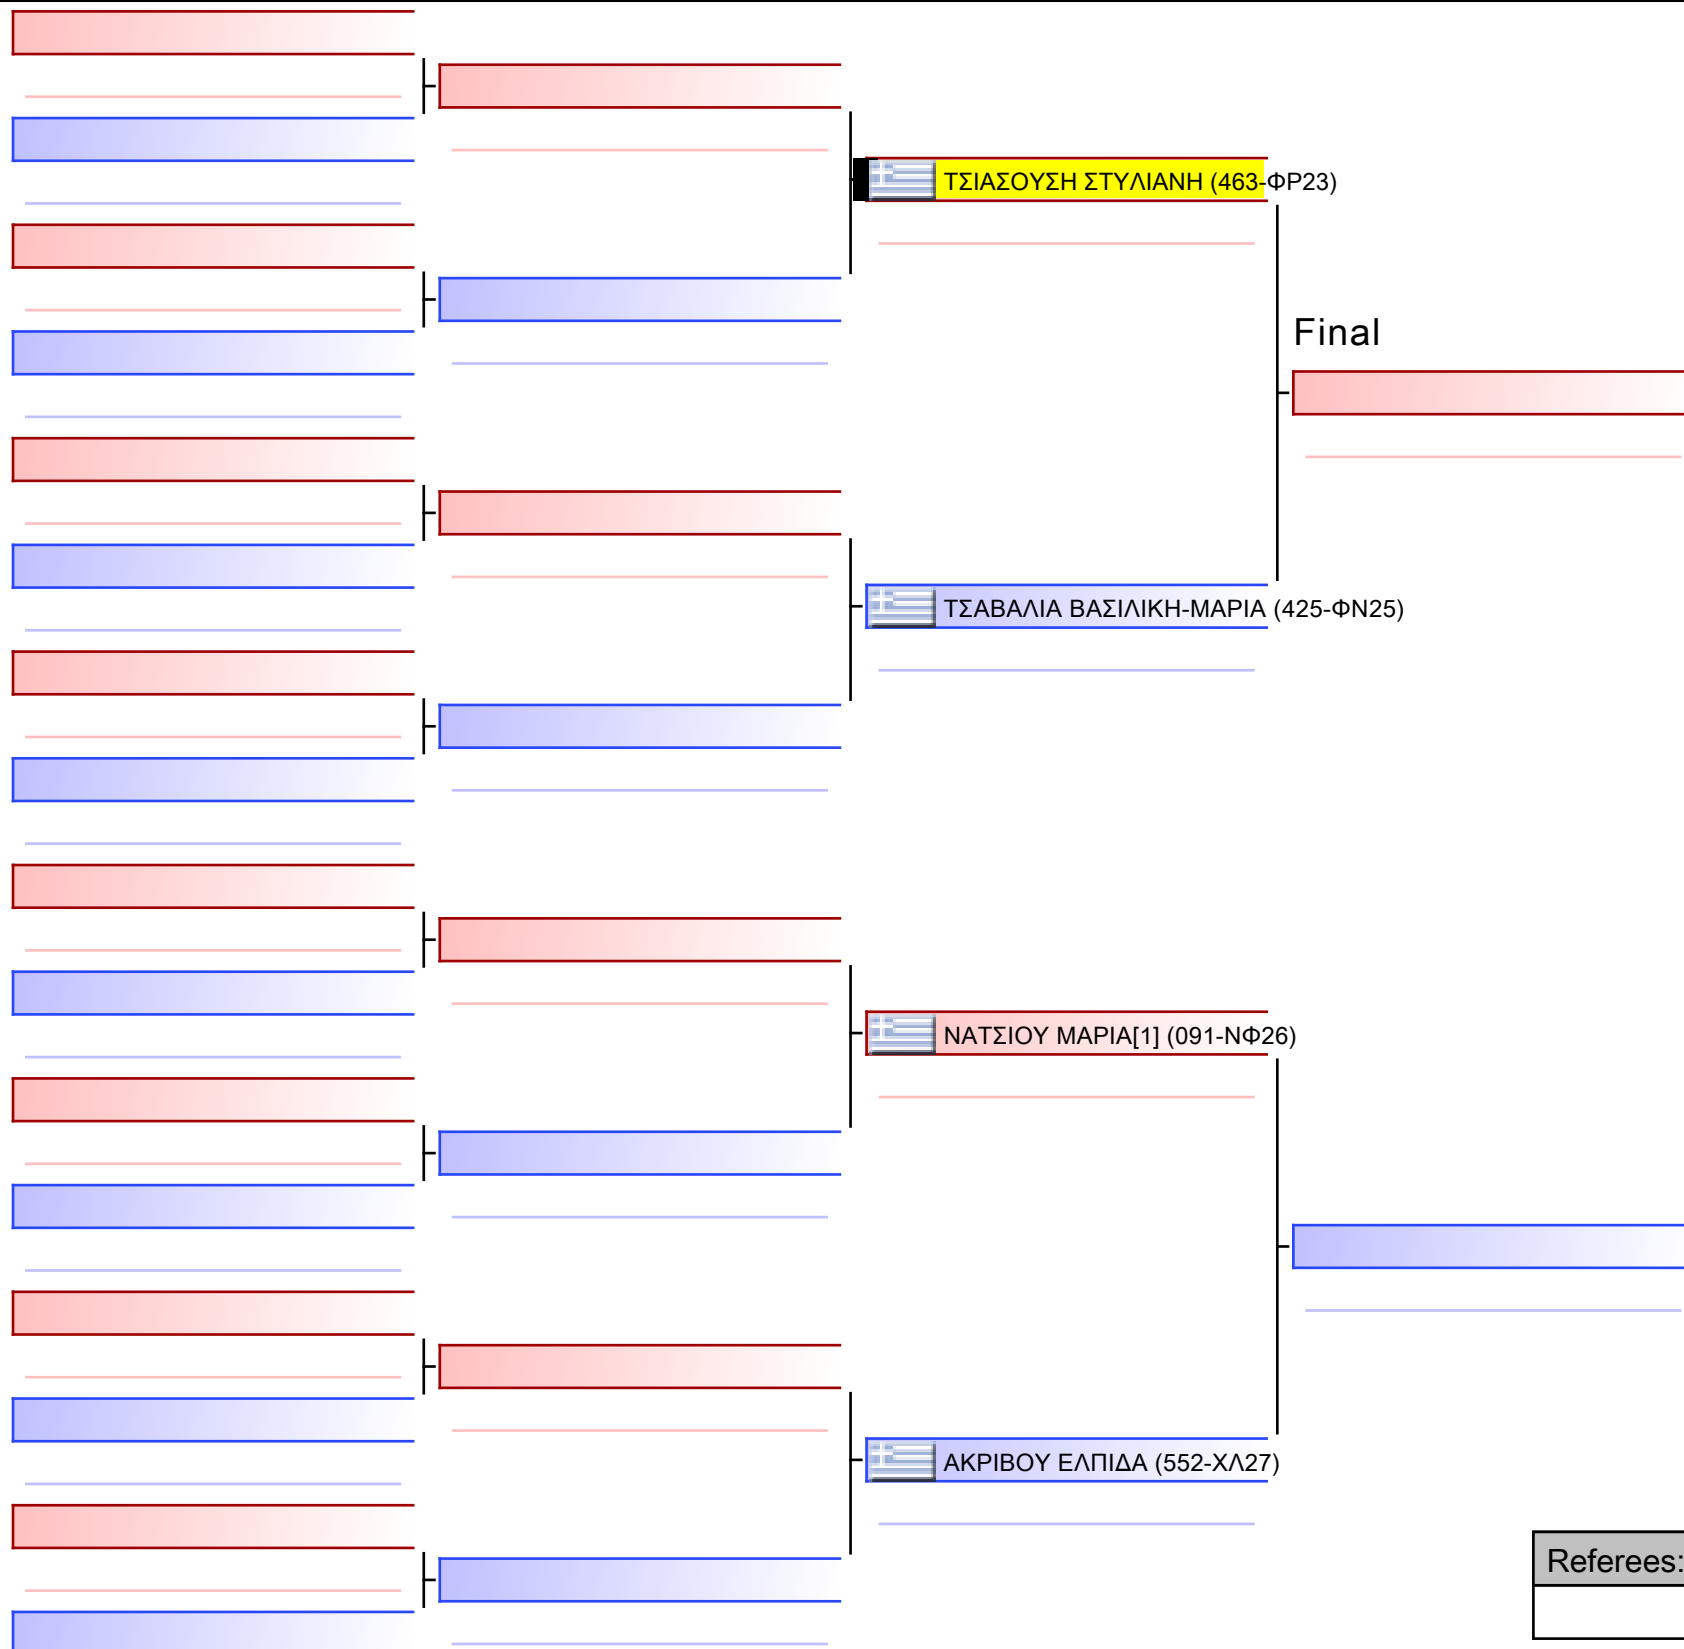 ΤΣΙΑΣΟΥΣΗ ΣΤΥΛΙΑΝΗ (463-ΦΡ23)
Final
ΤΣΑΒΑΛΙΑ ΒΑΣΙΛΙΚΗ-ΜΑΡΙΑ (425-ΦΝ25)
ΝΑΤΣΙΟΥ ΜΑΡΙΑ[1] (091-ΝΦ26)
ΑΚΡΙΒΟΥ ΕΛΠΙΔΑ (552-ΧΛ27)
Referees: